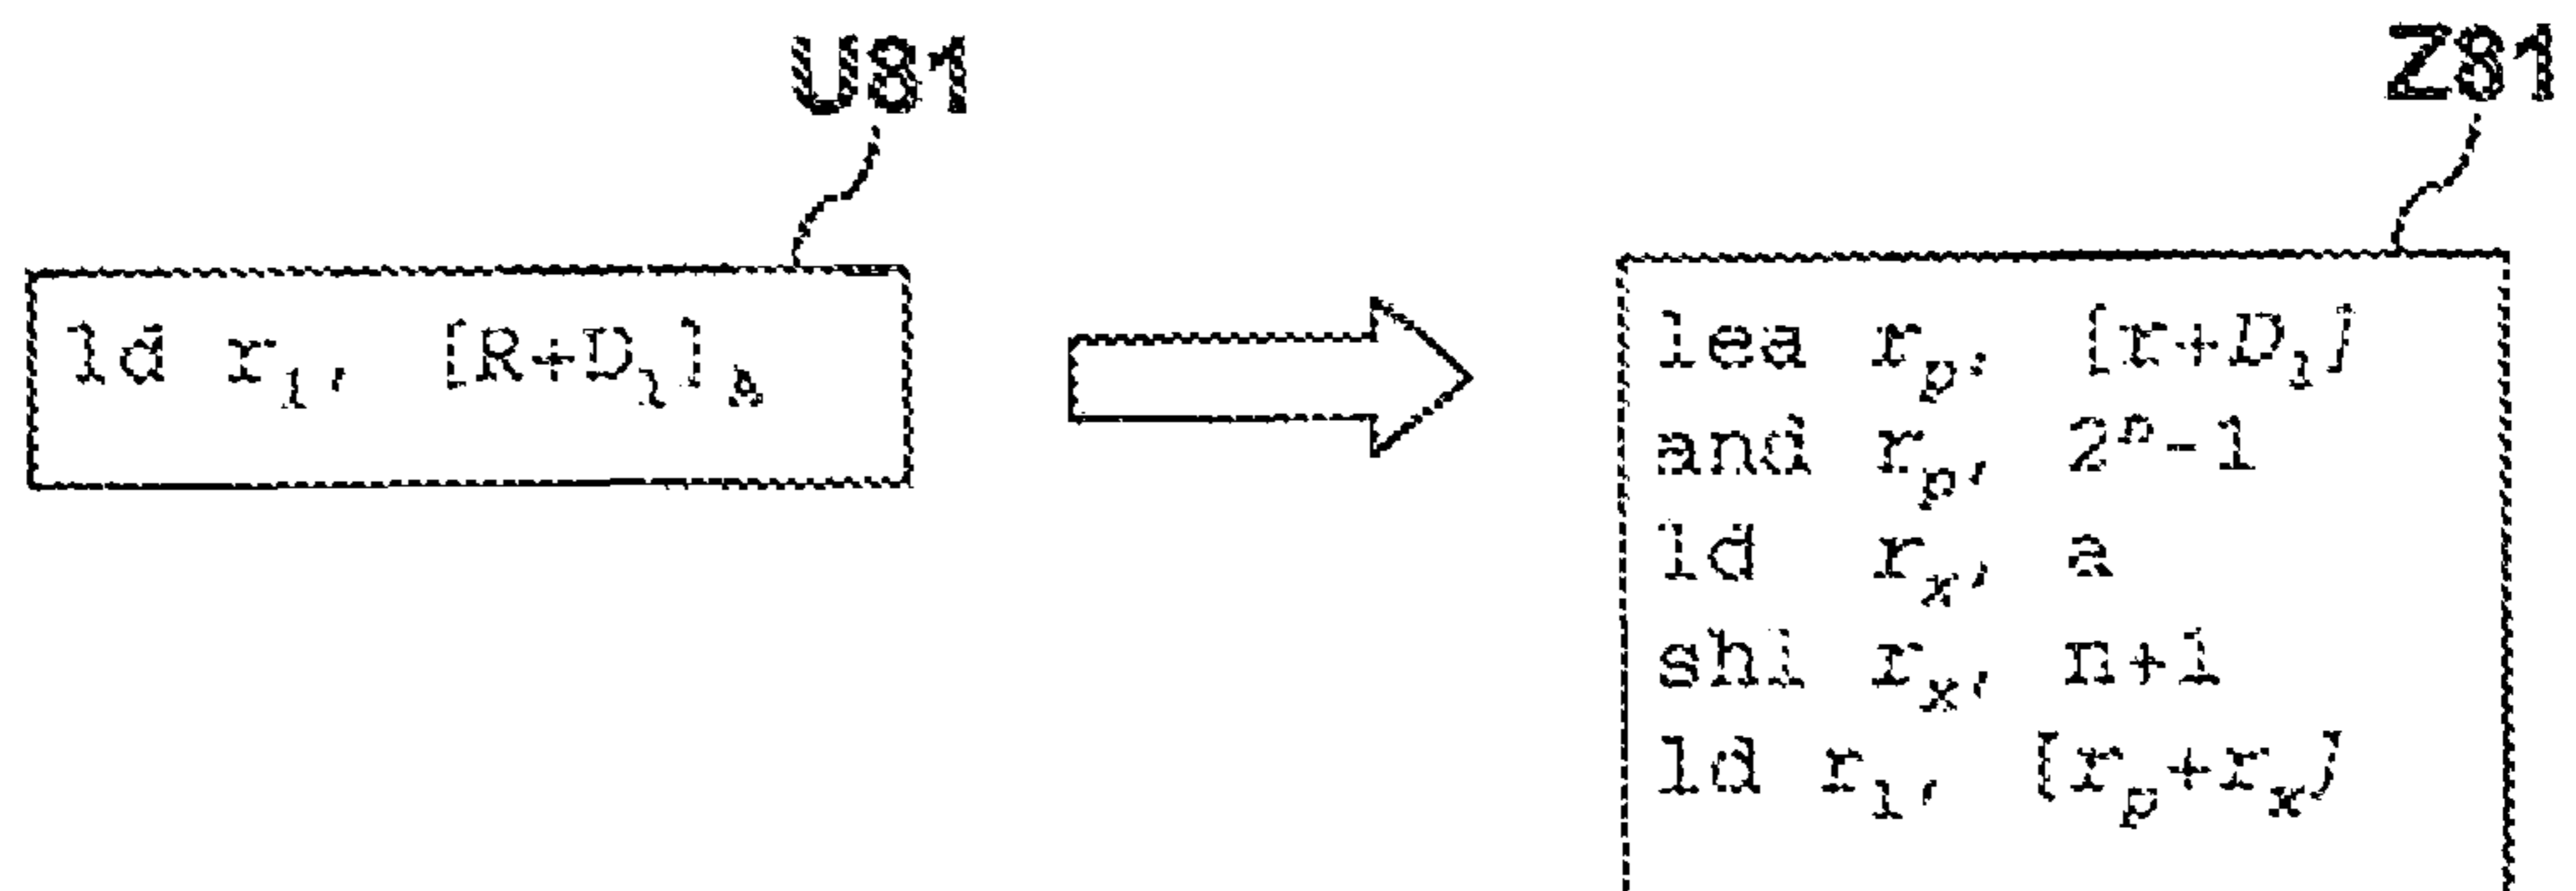 U81
Z81
ld r₁, [R+D₁]ₐ
lea rₚ, [r+D₁]
and rₚ, 2ⁿ-1
ld rₓ, a
shl rₓ, n+1
ld r₁, [rₚ+rₓ]